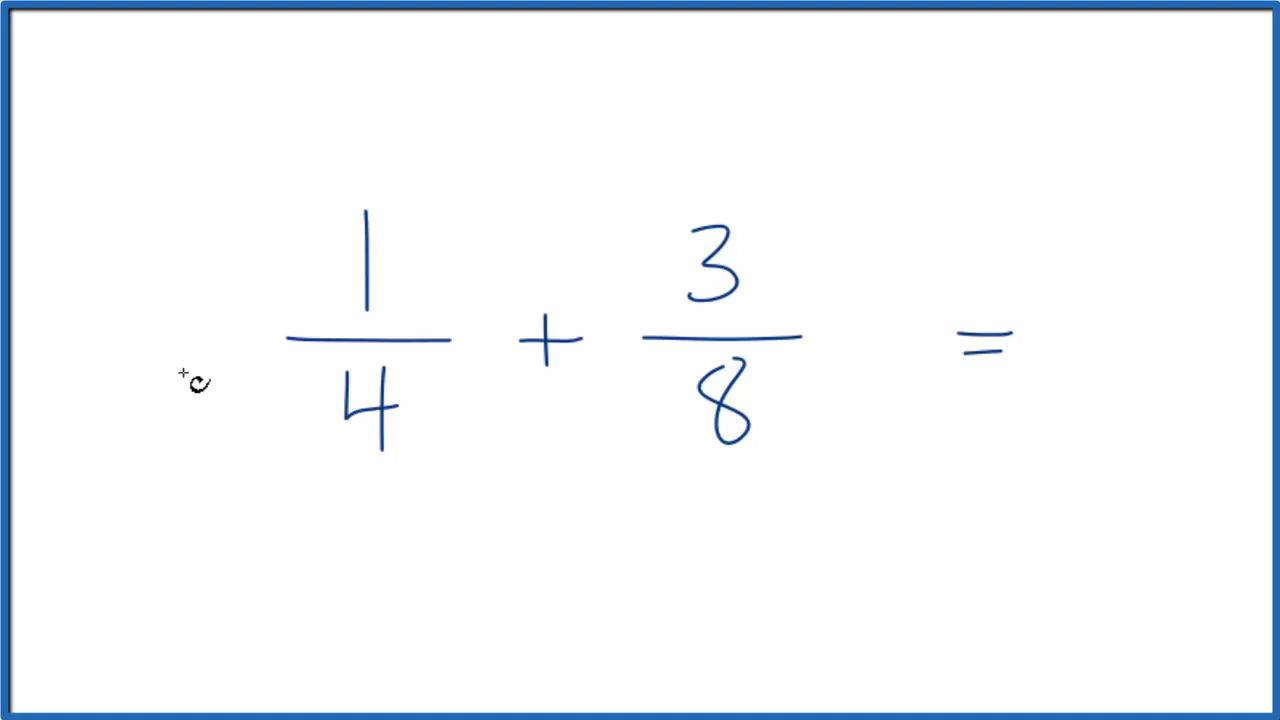 1/4 + 3/8 =